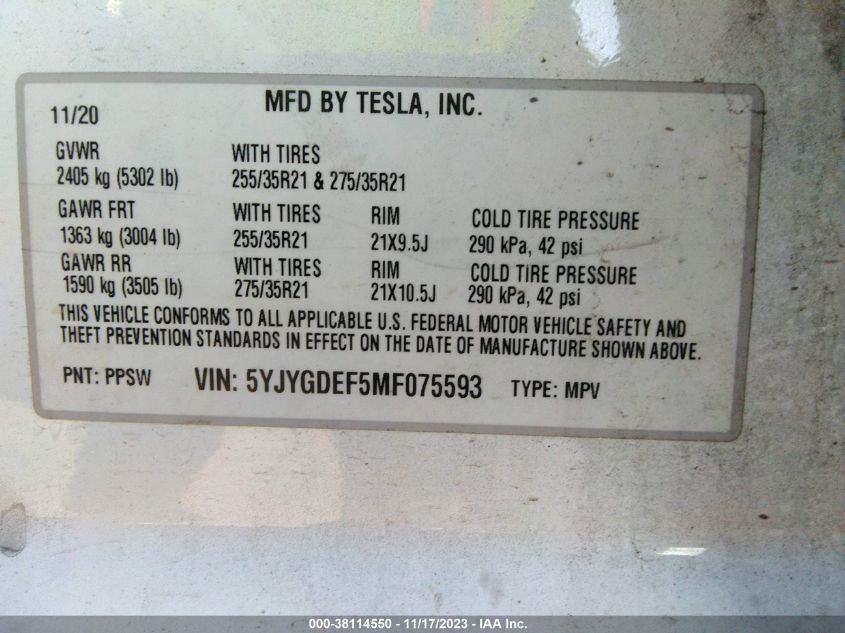 MFD BY TESLA, INC.
11/20
GVWR WITH TIRES
2405 kg (5302 lb) 255/35R21 & 275/35R21
GAWR FRT WITH TIRES RIM COLD TIRE PRESSURE
1363 kg (3004 lb) 255/35R21 21X9.5J 290 kPa, 42 psi
GAWR RR WITH TIRES RIM COLD TIRE PRESSURE
1590 kg (3505 lb) 275/35R21 21X10.5J 290 kPa, 42 psi
THIS VEHICLE CONFORMS TO ALL APPLICABLE U.S. FEDERAL MOTOR VEHICLE SAFETY AND
THEFT PREVENTION STANDARDS IN EFFECT ON THE DATE OF MANUFACTURE SHOWN ABOVE.
PNT: PPSW VIN: 5YJYGDEF5MF075593 TYPE: MPV
000-38114550 - 11/17/2023 - IAA Inc.